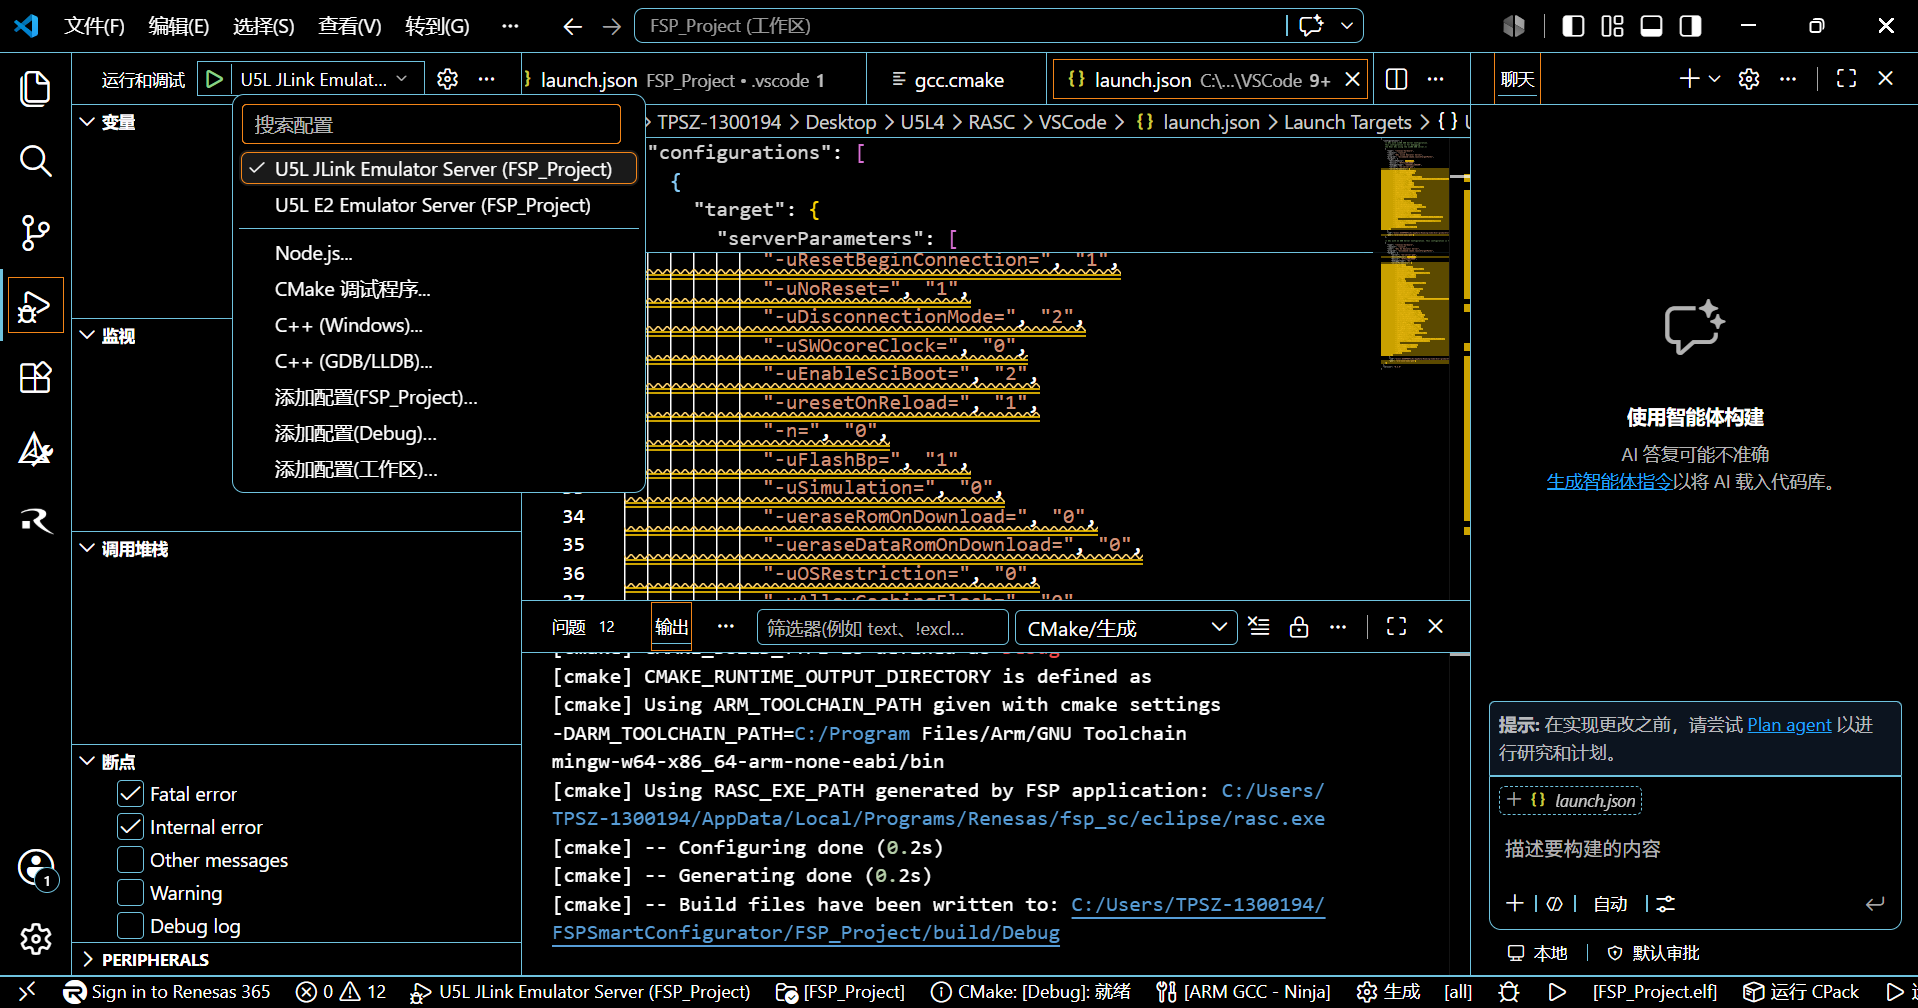 文件(F) 编辑(E) 选择(S) 查看(V) 转到(G) ··· FSP_Project (工作区)
运行和调试 U5L JLink Emulat... ··· launch.json FSP_Project • .vscode 1 gcc.cmake {} launch.json C:\...\VSCode 9+ ··· 聊天 ···
变量
搜索配置
U5L JLink Emulator Server (FSP_Project)
U5L E2 Emulator Server (FSP_Project)
Node.js...
CMake 调试程序...
C++ (Windows)...
C++ (GDB/LLDB)...
添加配置(FSP_Project)...
添加配置(Debug)...
添加配置(工作区)...
TPSZ-1300194 > Desktop > U5L4 > RASC > VSCode > {} launch.json > Launch Targets > {}
"configurations": [
{
"target": {
"serverParameters": [
"-uResetBeginConnection=", "1",
"-uNoReset=", "1",
"-uDisconnectionMode=", "2",
"-uSWOcoreClock=", "0",
"-uEnableSciBoot=", "2",
"-uresetOnReload=", "1",
"-n=", "0",
"-uFlashBp=", "1",
"-uSimulation=", "0",
34 "-ueraseRomOnDownload=", "0",
35 "-ueraseDataRomOnDownload=", "0",
36 "-uOSRestriction=", "0",
监视
调用堆栈
断点
Fatal error
Internal error
Other messages
Warning
Debug log
PERIPHERALS
问题 12 输出 ··· 筛选器(例如 text、!excl... CMake/生成 ···
[cmake] CMAKE_RUNTIME_OUTPUT_DIRECTORY is defined as
[cmake] Using ARM_TOOLCHAIN_PATH given with cmake settings
-DARM_TOOLCHAIN_PATH=C:/Program Files/Arm/GNU Toolchain
mingw-w64-x86_64-arm-none-eabi/bin
[cmake] Using RASC_EXE_PATH generated by FSP application: C:/Users/
TPSZ-1300194/AppData/Local/Programs/Renesas/fsp_sc/eclipse/rasc.exe
[cmake] -- Configuring done (0.2s)
[cmake] -- Generating done (0.2s)
[cmake] -- Build files have been written to: C:/Users/TPSZ-1300194/
FSPSmartConfigurator/FSP_Project/build/Debug
使用智能体构建
AI 答复可能不准确
生成智能体指令以将 AI 载入代码库。
提示: 在实现更改之前，请尝试 Plan agent 以进
行研究和计划。
{} launch.json
描述要构建的内容
自动
本地 默认审批
1
Sign in to Renesas 365 0 12 U5L JLink Emulator Server (FSP_Project) [FSP_Project] CMake: [Debug]: 就绪 [ARM GCC - Ninja] 生成 [all] [FSP_Project.elf] 运行 CPack